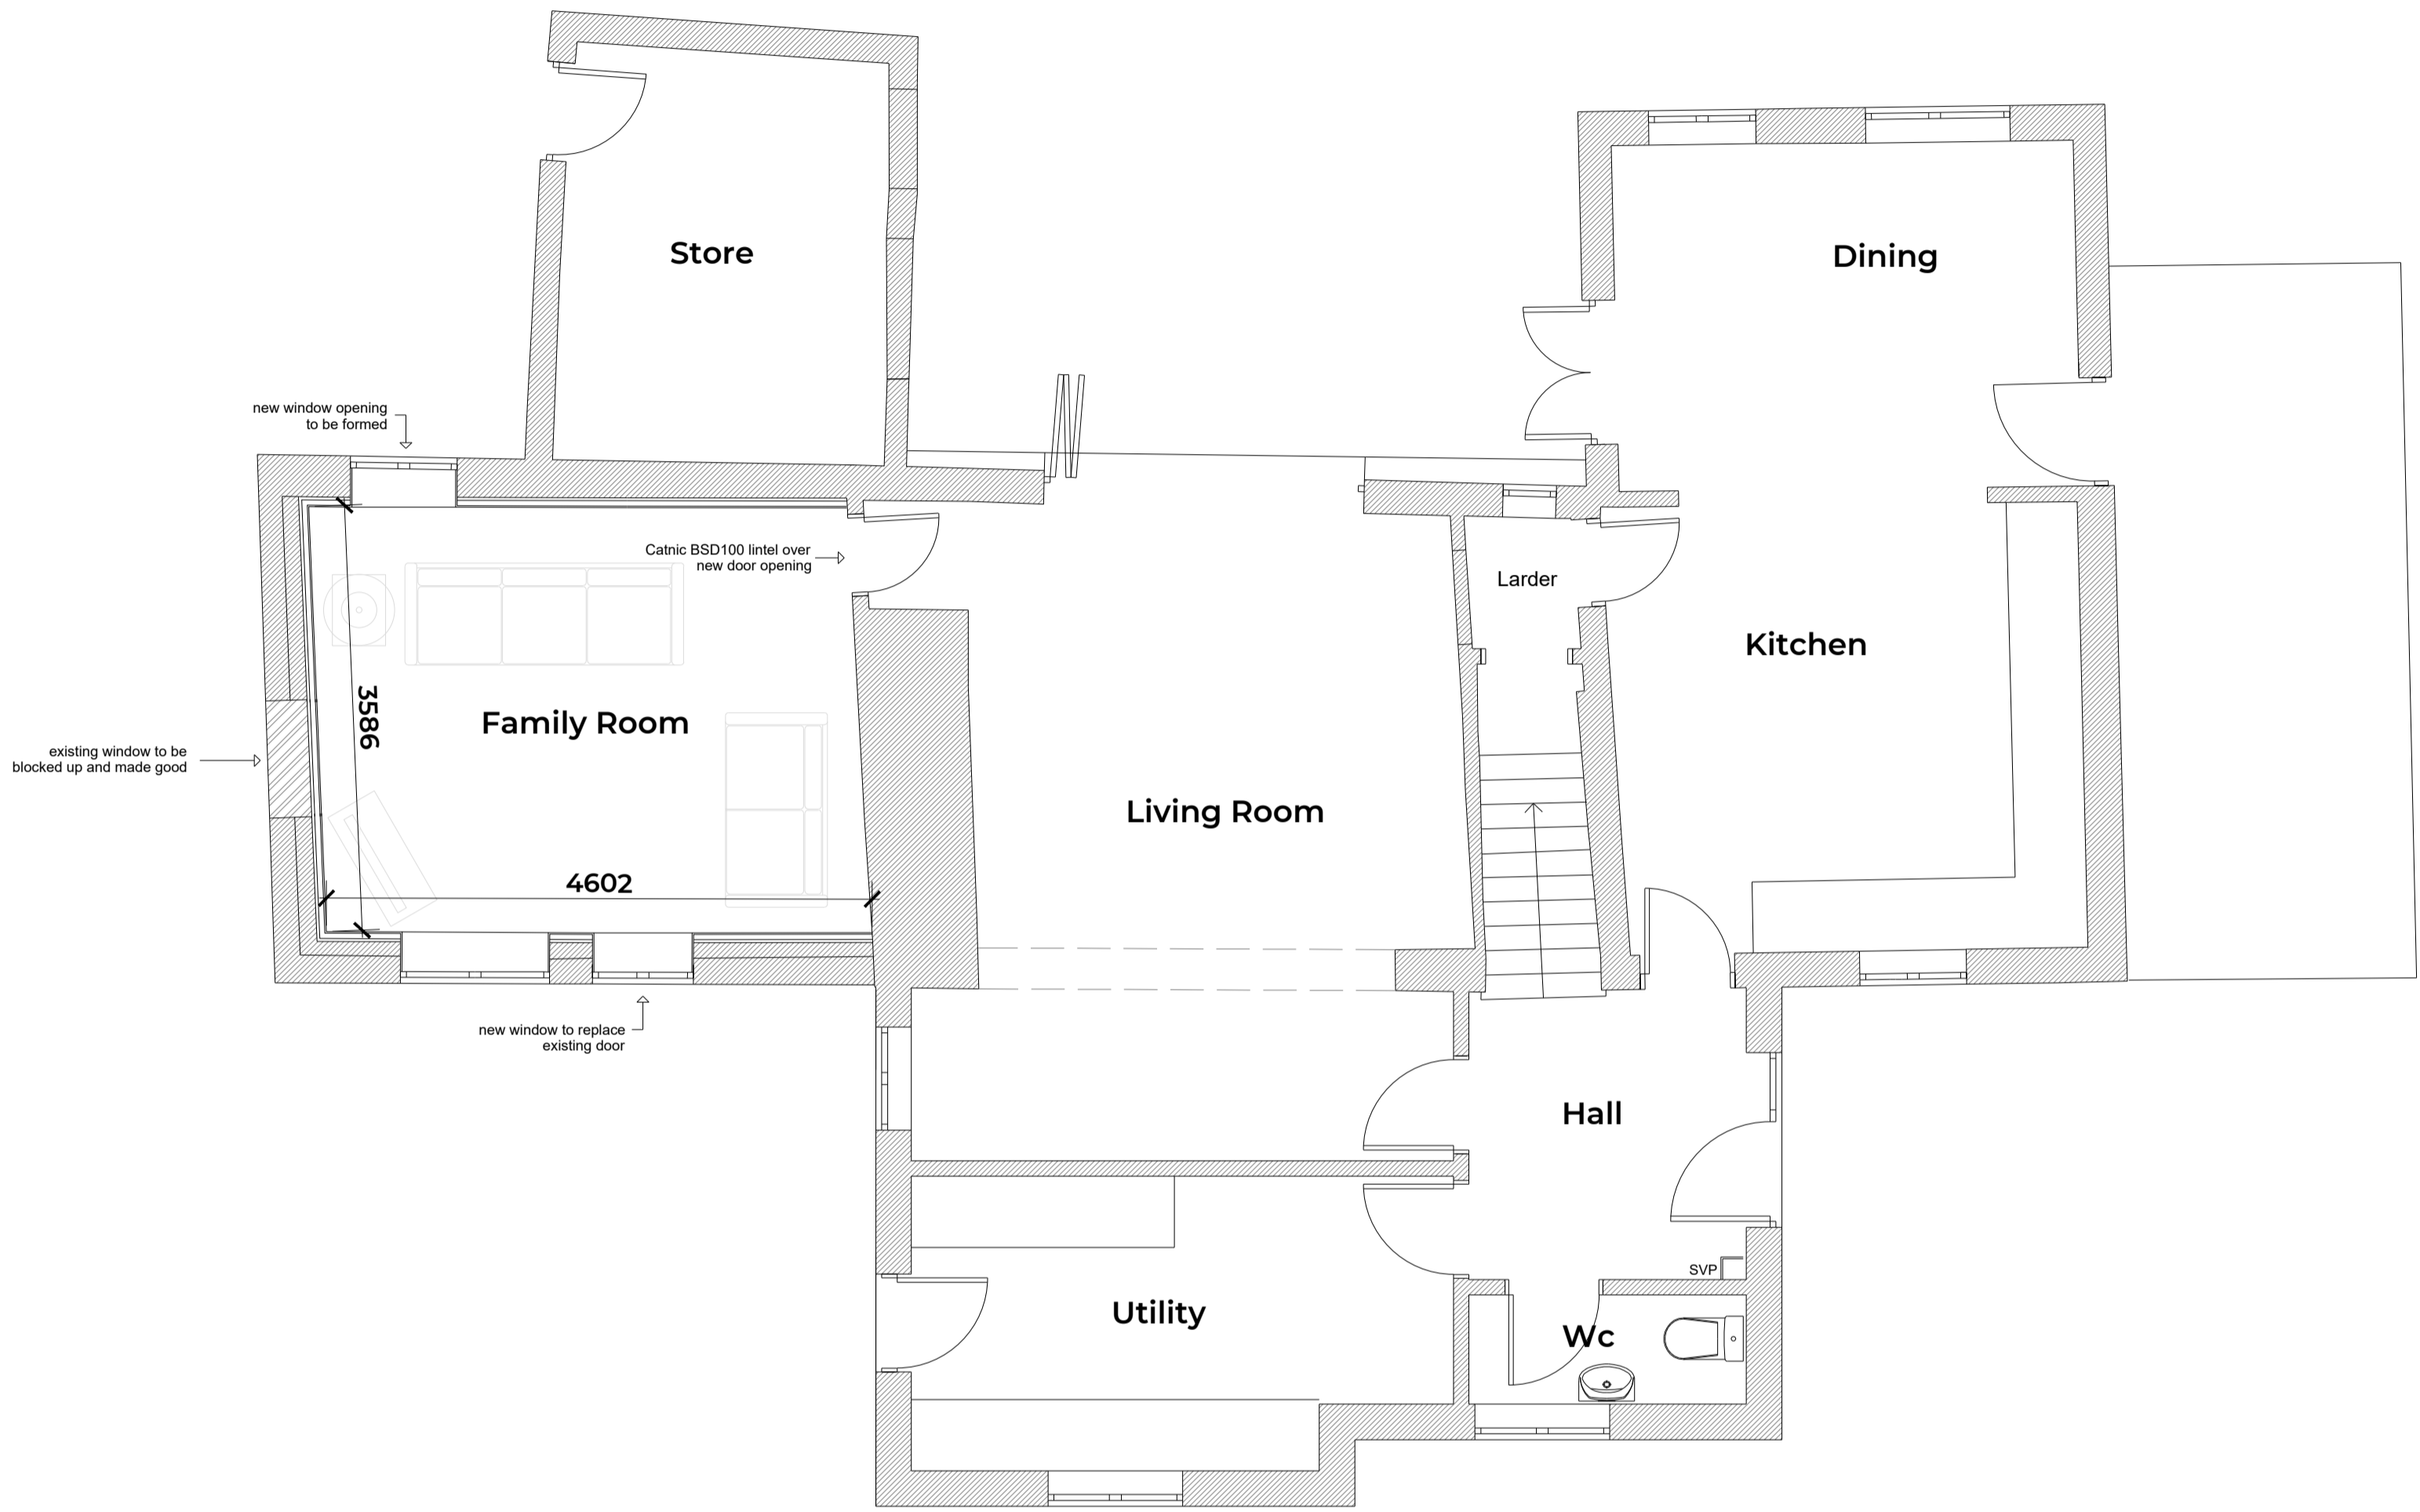 Store
Dining
new window opening
to be formed
Catnic BSD100 lintel over
new door opening
Larder
Kitchen
3586
Family Room
existing window to be
blocked up and made good
Living Room
4602
new window to replace
existing door
Hall
SVP
Utility
Wc